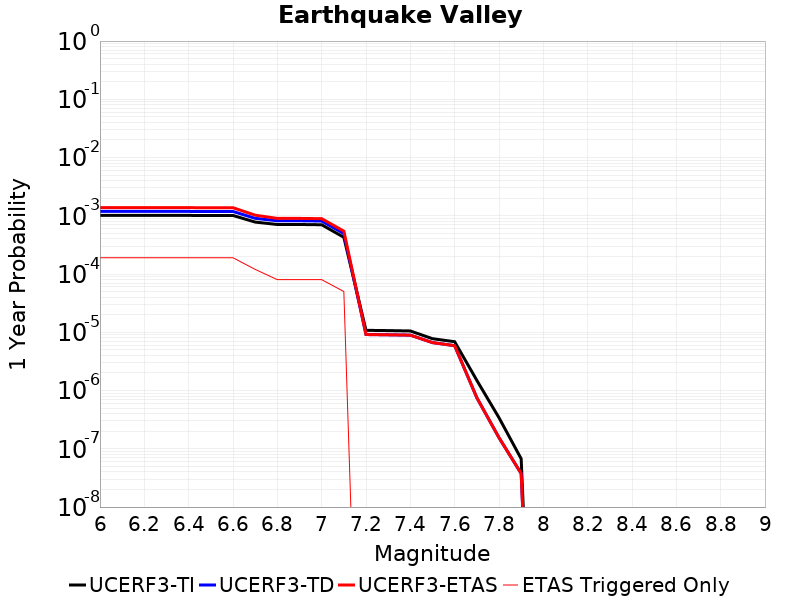 Earthquake Valley
10^0
10^-1
10^-2
10^-3
10^-4
10^-5
10^-6
10^-7
10^-8
1 Year Probability
6 6.2 6.4 6.6 6.8 7 7.2 7.4 7.6 7.8 8 8.2 8.4 8.6 8.8 9
Magnitude
UCERF3-TI UCERF3-TD UCERF3-ETAS ETAS Triggered Only